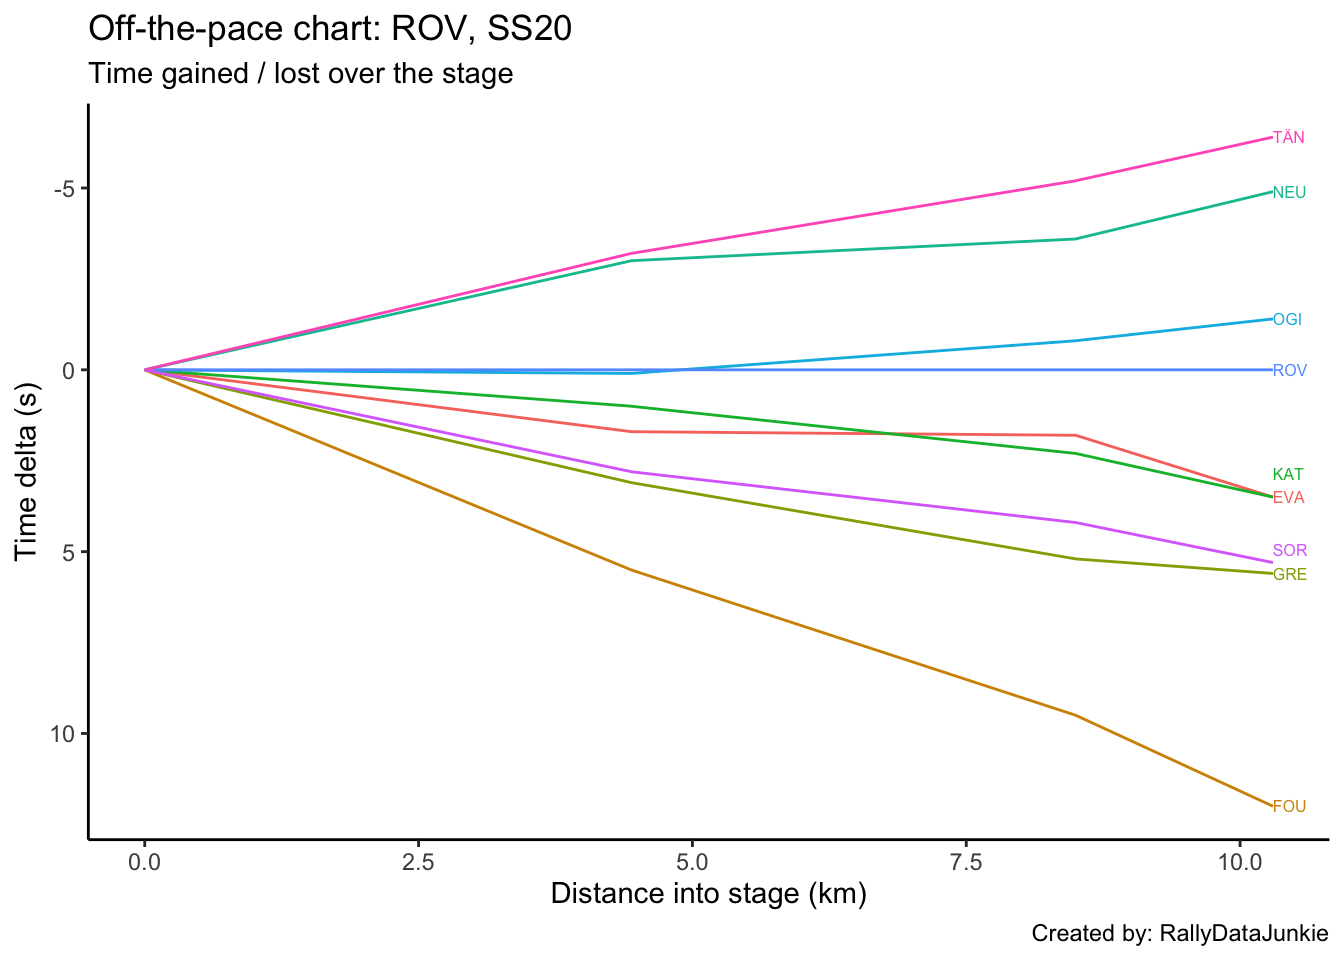 Off-the-pace chart: ROV, SS20
Time gained / lost over the stage
Time delta (s)
-5
0
5
10
TÄN
NEU
OGI
ROV
KAT
EVA
SOR
GRE
FOU
0.0
2.5
5.0
7.5
10.0
Distance into stage (km)
Created by: RallyDataJunkie